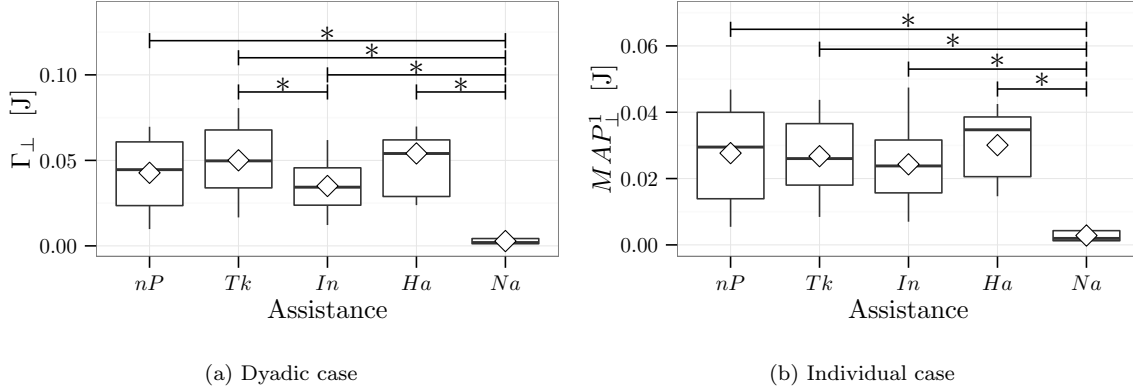 Γ⊥ [J]
0.10
0.05
0.00
* * * * *
nP Tk In Ha Na
Assistance
(a) Dyadic case
MAP¹⊥ [J]
0.06
0.04
0.02
0.00
* * * *
nP Tk In Ha Na
Assistance
(b) Individual case